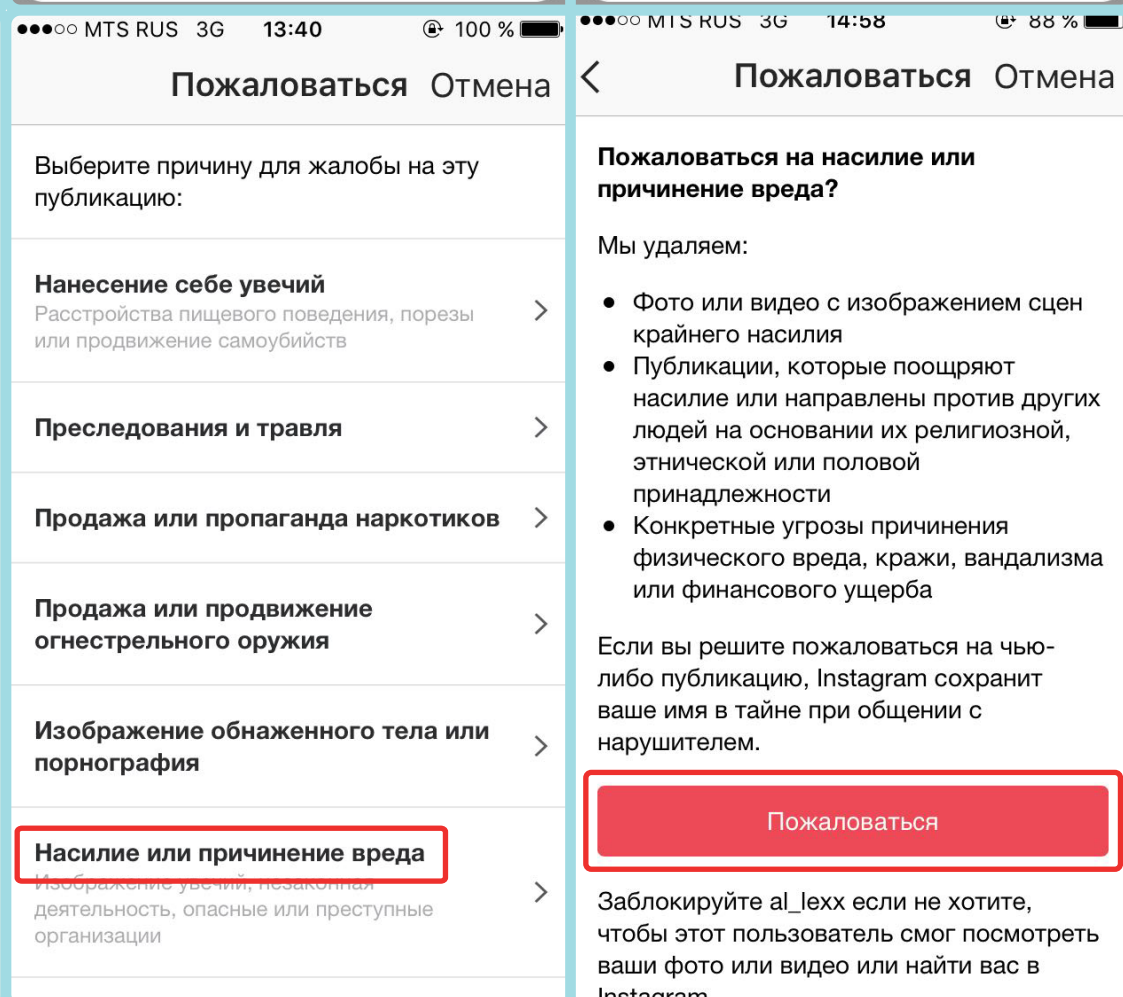 MTS RUS 3G 13:40 100 %
Пожаловаться Отмена
Выберите причину для жалобы на эту
публикацию:
Нанесение себе увечий
Расстройства пищевого поведения, порезы
или продвижение самоубийств
Преследования и травля
Продажа или пропаганда наркотиков
Продажа или продвижение
огнестрельного оружия
Изображение обнаженного тела или
порнография
Насилие или причинение вреда
Изображение увечий, незаконная
деятельность, опасные или преступные
организации
MTS RUS 3G 14:58 88 %
Пожаловаться Отмена
Пожаловаться на насилие или
причинение вреда?
Мы удаляем:
• Фото или видео с изображением сцен
крайнего насилия
• Публикации, которые поощряют
насилие или направлены против других
людей на основании их религиозной,
этнической или половой
принадлежности
• Конкретные угрозы причинения
физического вреда, кражи, вандализма
или финансового ущерба
Если вы решите пожаловаться на чью-
либо публикацию, Instagram сохранит
ваше имя в тайне при общении с
нарушителем.
Пожаловаться
Заблокируйте al_lexx если не хотите,
чтобы этот пользователь смог посмотреть
ваши фото или видео или найти вас в
Instagram